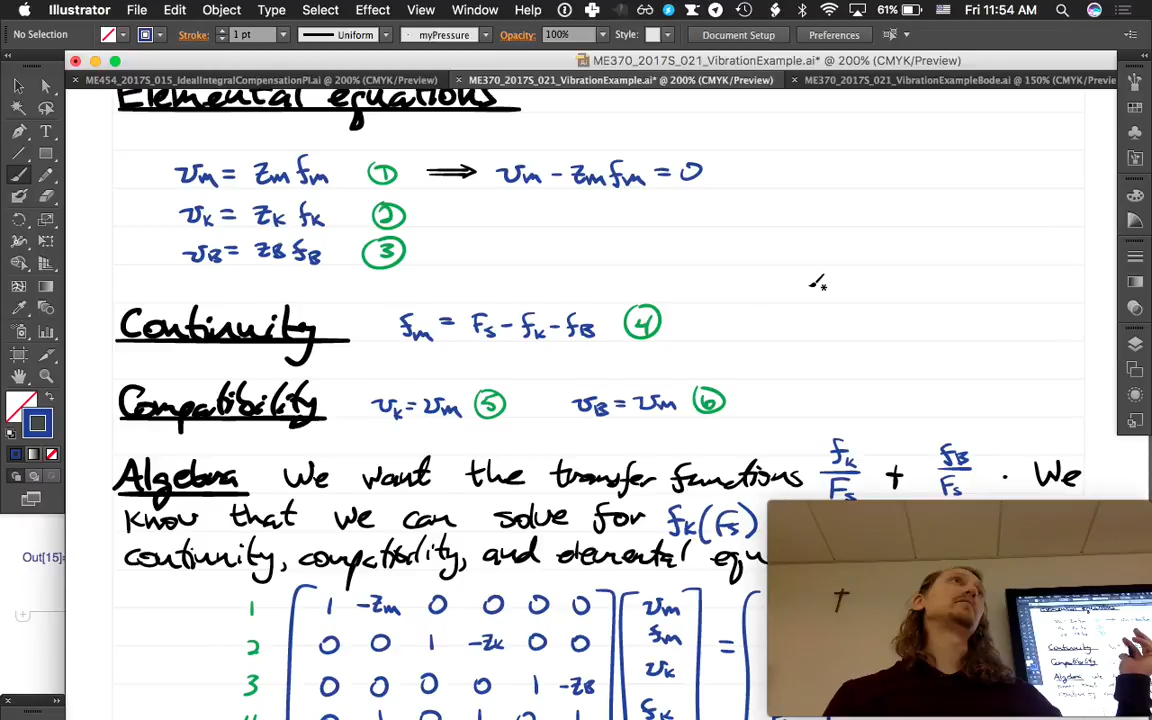 Illustrator File Edit Object Type Select Effect View Window Help 61% Fri 11:54 AM
No Selection Stroke: 1 pt Uniform myPressure Opacity: 100% Style: Document Setup Preferences
ME370_2017S_021_VibrationExample.ai* @ 200% (CMYK/Preview)
ME454_2017S_015_IdealIntegralCompensationPI.ai @ 200% (CMYK/Preview) ME370_2017S_021_VibrationExample.ai* @ 200% (CMYK/Preview) ME370_2017S_021_VibrationExampleBode.ai @ 150% (CMYK/Preview)
Elemental equations
vm = zm fm 1 ⟹ vm - zm fm = 0
vk = zk fk 2
vB = zB fB 3
Continuity fm = Fs - fk - fB 4
Compatibility vk = vm 5 vB = vm 6
Algebra We want the transfer functions fk/Fs + fB/Fs . We
know that we can solve for fk(Fs)
continuity, compatibility, and elemental equ
Out[15]=
1 1 -zm 0 0 0 0 vm
2 0 0 1 -zk 0 0 fm =
3 0 0 0 0 1 -zB vk
fk